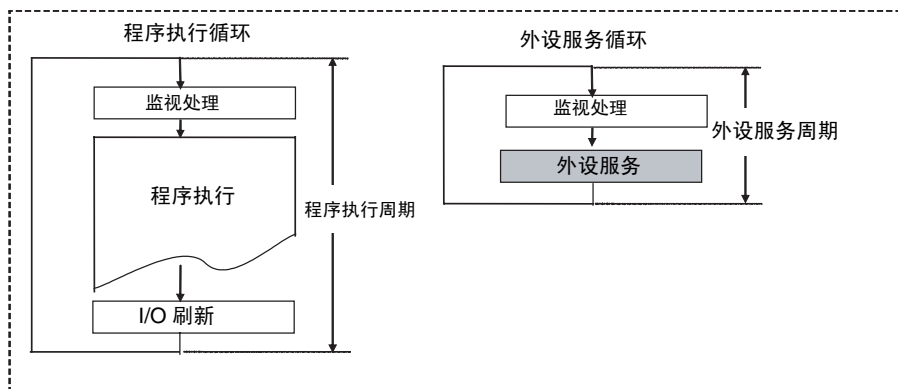 程序执行循环
监视处理
程序执行
程序执行周期
I/O 刷新
外设服务循环
监视处理
外设服务周期
外设服务